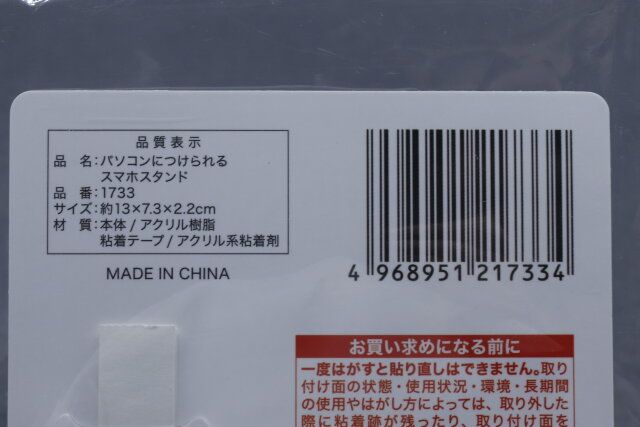 品質表示
品 名：パソコンにつけられる
スマホスタンド
品 番：1733
サイズ：約13×7.3×2.2cm
材 質：本体/アクリル樹脂
粘着テープ/アクリル系粘着剤
MADE IN CHINA
4 968951 217334
お買い求めになる前に
一度はがすと貼り直しはできません。取り
付け面の状態・使用状況・環境・長期間
の使用やはがし方によっては、取り外した
際に粘着跡が残ったり、取り付け面を